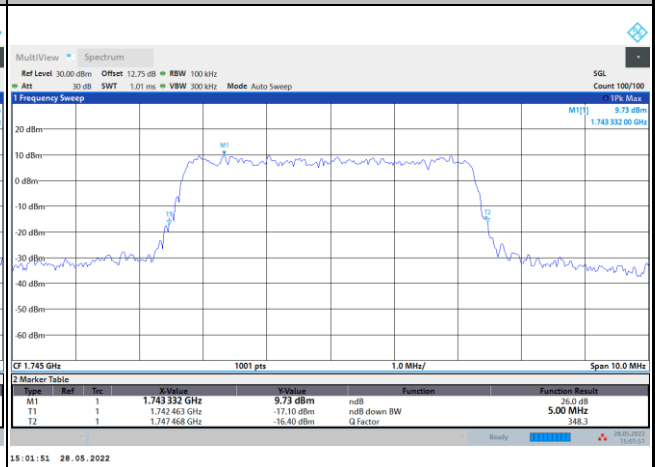 MultiView Spectrum
Ref Level 30.00 dBm Offset 12.75 dB RBW 100 kHz SGL
Att 30 dB SWT 1.01 ms VBW 300 kHz Mode Auto Sweep Count 100/100
1 Frequency Sweep 1Pk Max
M1[1] 9.73 dBm
1.743 332 00 GHz
20 dBm
M1
10 dBm
0 dBm
-10 dBm
T1 T2
-20 dBm
-30 dBm
-40 dBm
-50 dBm
-60 dBm
CF 1.745 GHz 1001 pts 1.0 MHz/ Span 10.0 MHz
2 Marker Table
Type Ref Trc X-Value Y-Value Function Function Result
M1 1 1.743 332 GHz 9.73 dBm ndB 26.0 dB
T1 1 1.742 463 GHz -17.10 dBm ndB down BW 5.00 MHz
T2 1 1.747 468 GHz -16.40 dBm Q Factor 348.3
Ready 28.05.2022
15:01:51
15:01:51 28.05.2022